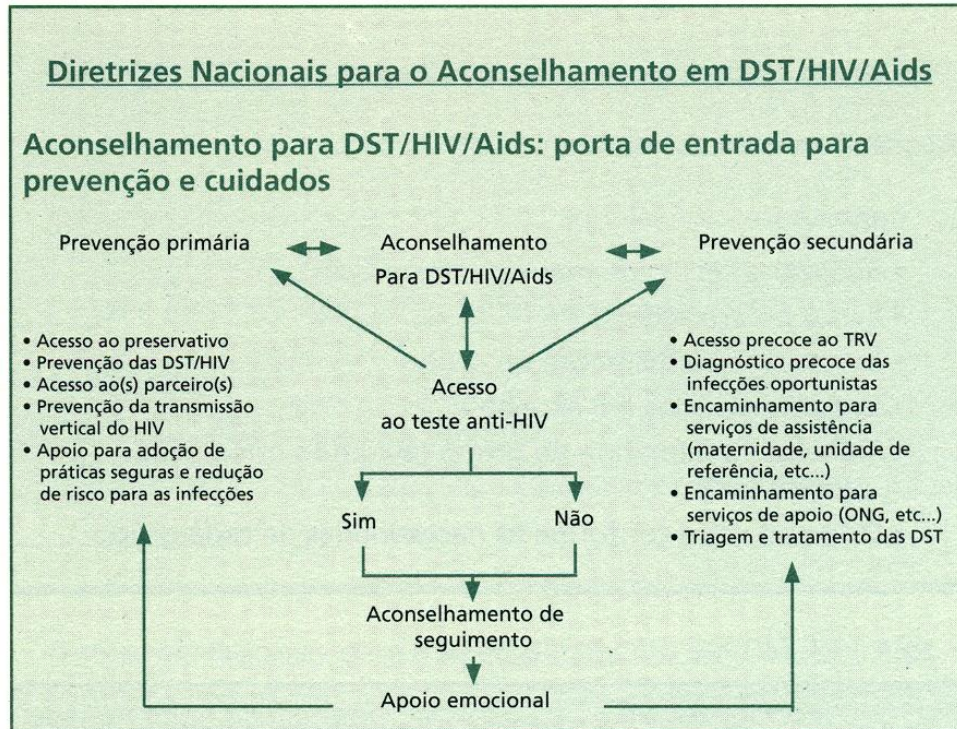 Diretrizes Nacionais para o Aconselhamento em DST/HIV/Aids
Aconselhamento para DST/HIV/Aids: porta de entrada para
prevenção e cuidados
Prevenção primária
Aconselhamento
Para DST/HIV/Aids
Prevenção secundária
• Acesso ao preservativo
• Prevenção das DST/HIV
• Acesso ao(s) parceiro(s)
• Prevenção da transmissão
vertical do HIV
• Apoio para adoção de
práticas seguras e redução
de risco para as infecções
Acesso
ao teste anti-HIV
Sim
Não
Aconselhamento de
seguimento
Apoio emocional
• Acesso precoce ao TRV
• Diagnóstico precoce das
infecções oportunistas
• Encaminhamento para
serviços de assistência
(maternidade, unidade de
referência, etc...)
• Encaminhamento para
serviços de apoio (ONG, etc...)
• Triagem e tratamento das DST